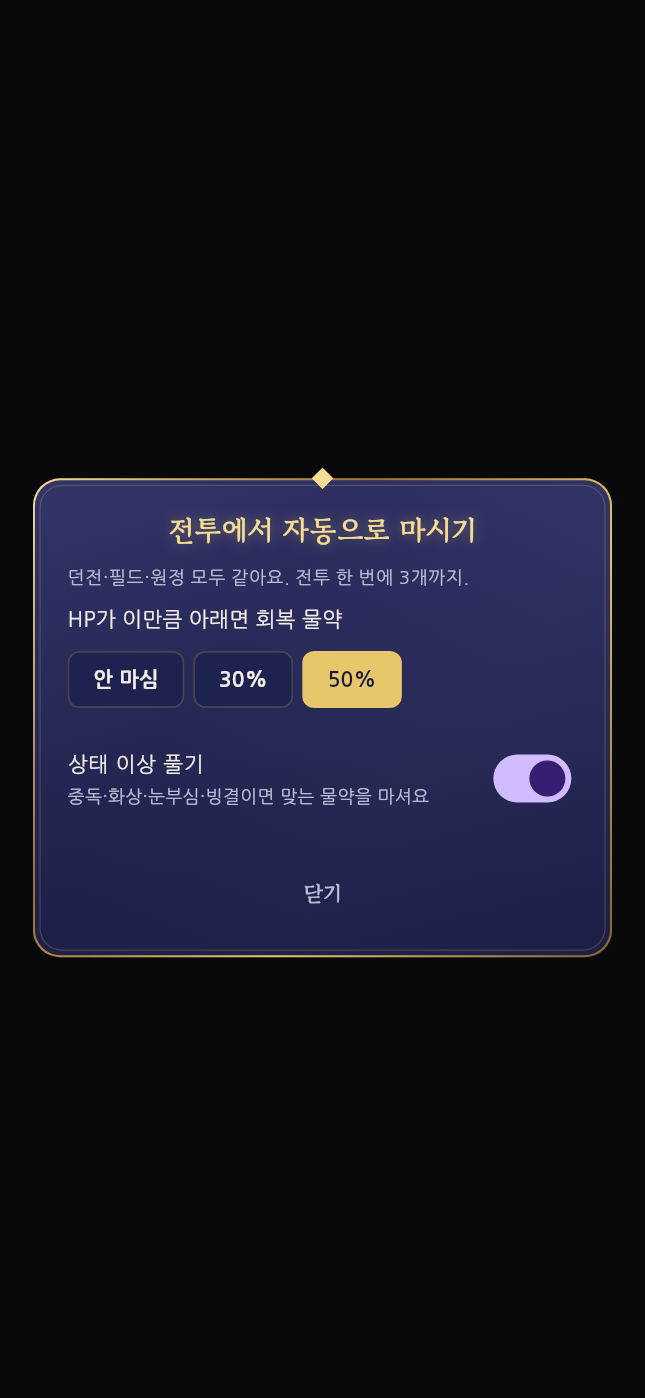 전투에서 자동으로 마시기
던전·필드·원정 모두 같아요. 전투 한 번에 3개까지.
HP가 이만큼 아래면 회복 물약
안 마심 30% 50%
상태 이상 풀기
중독·화상·눈부심·빙결이면 맞는 물약을 마셔요
닫기